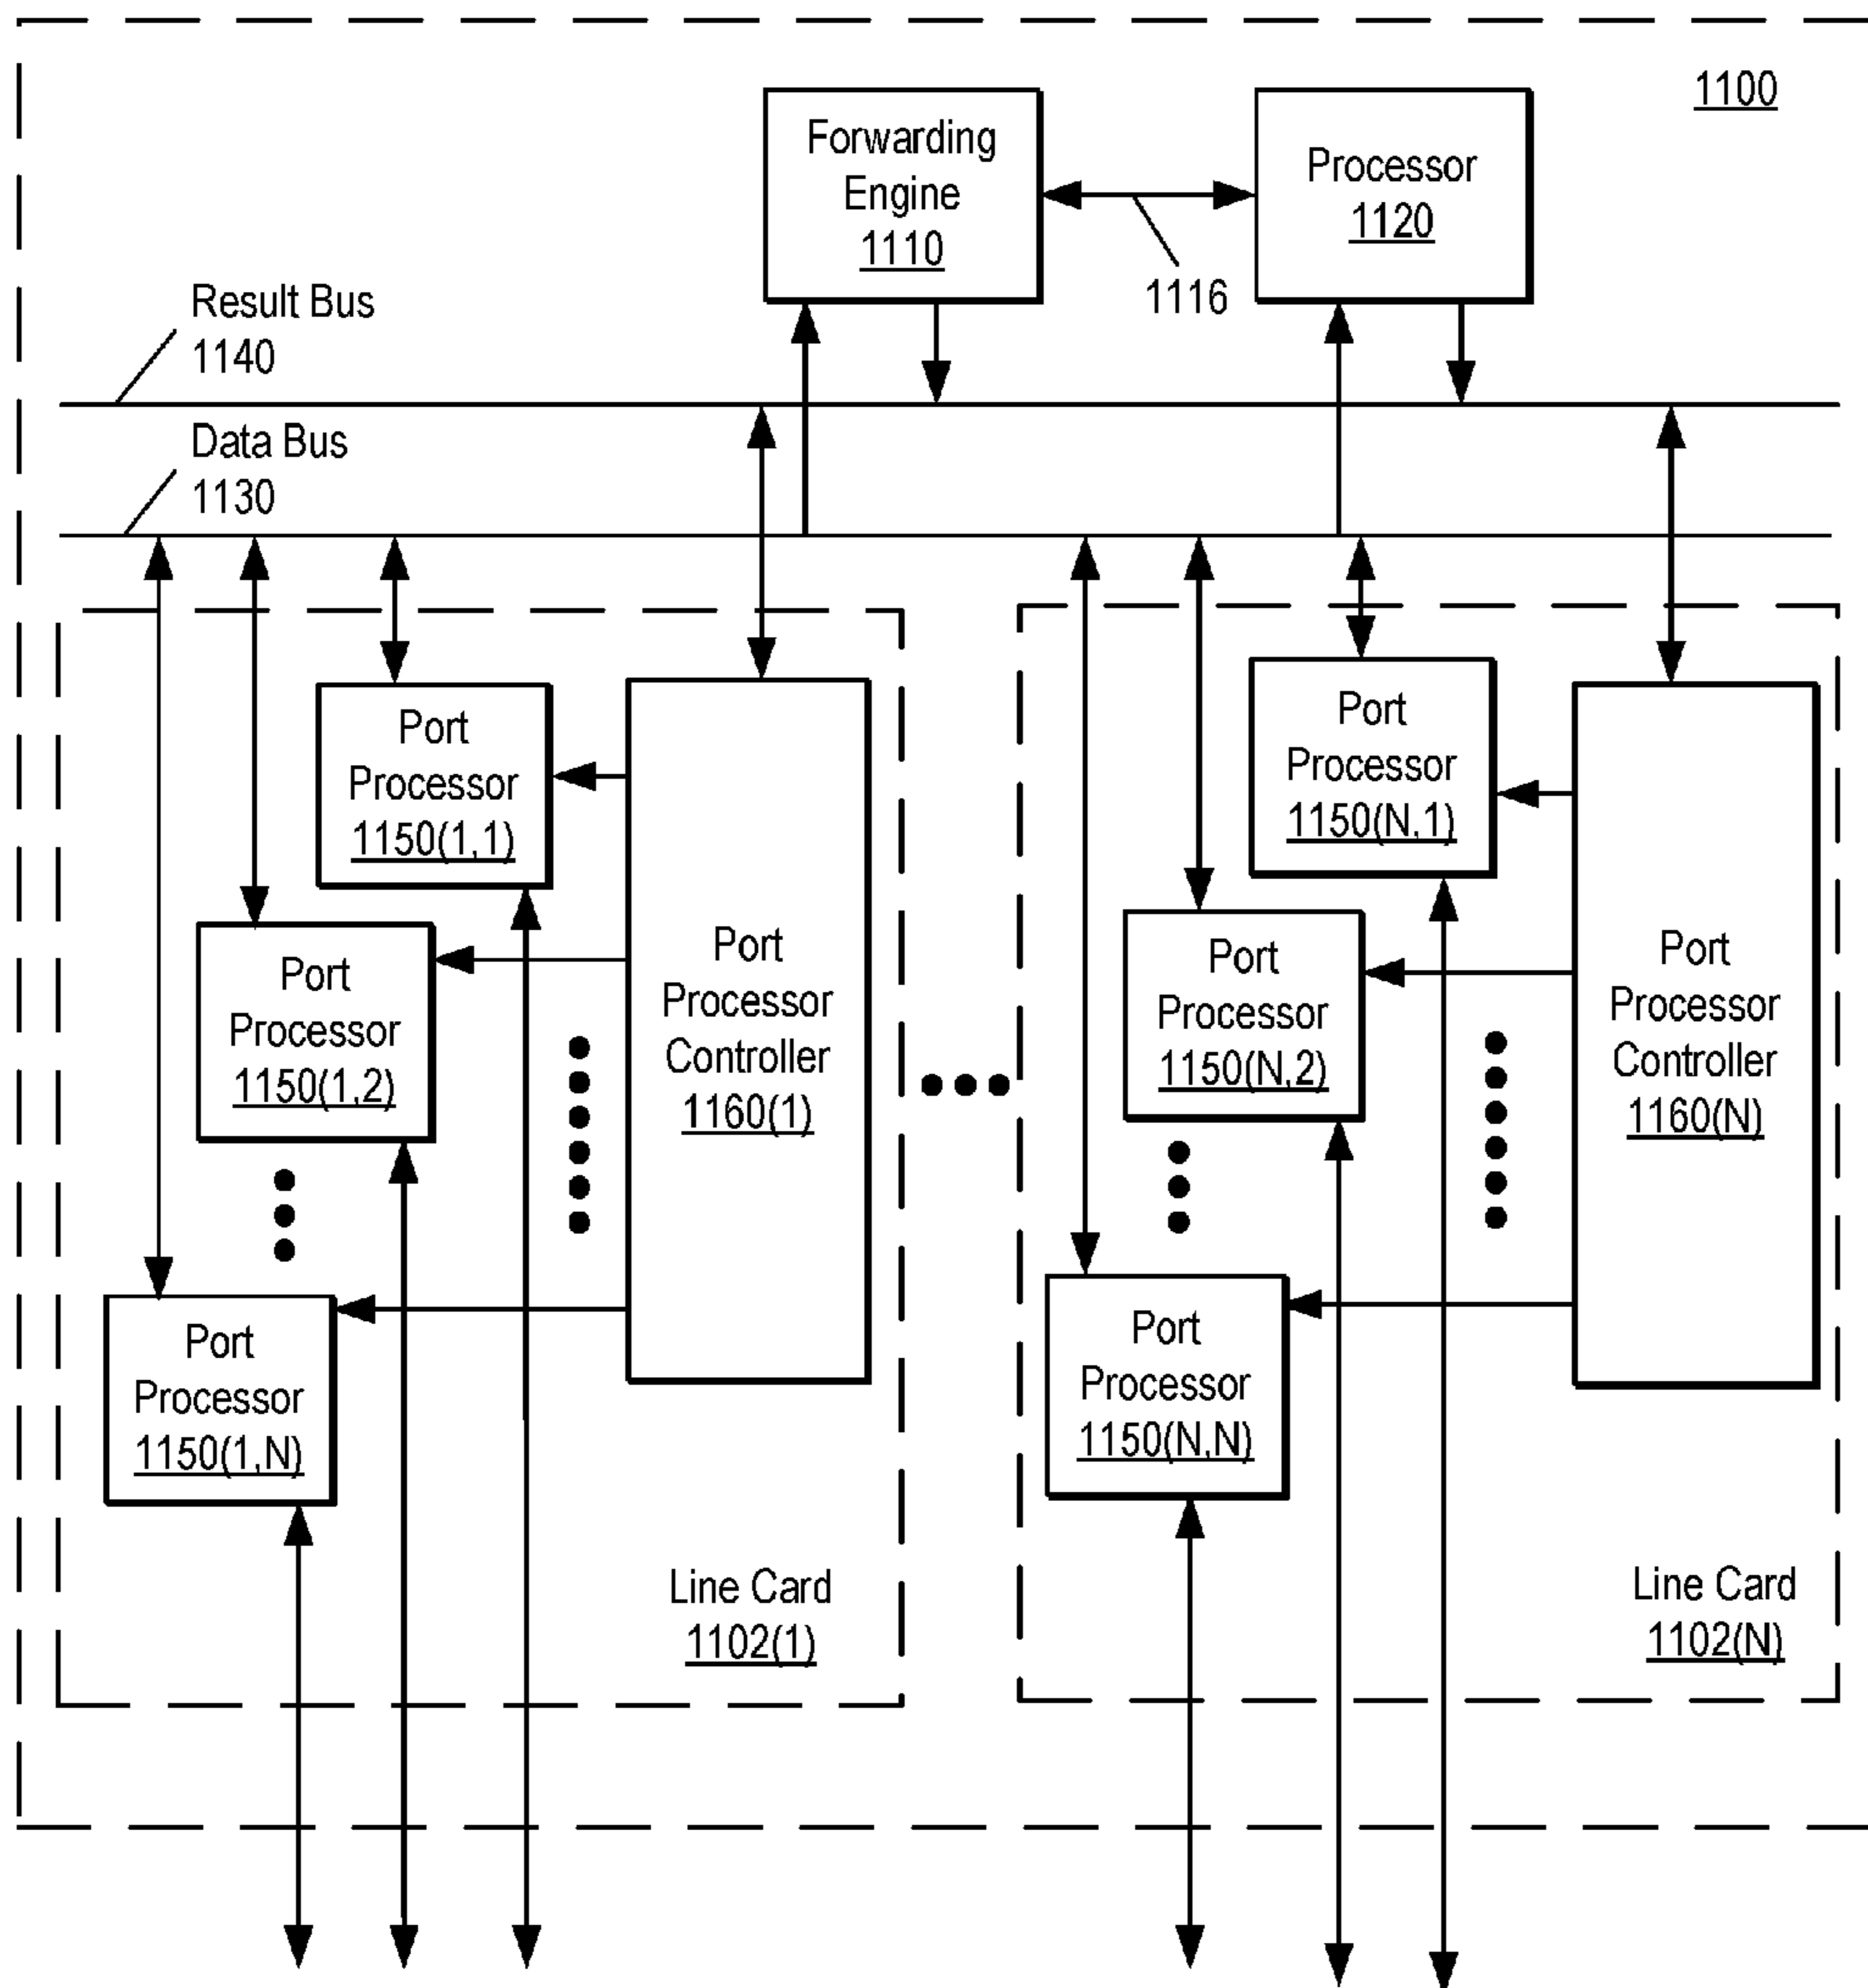 1100
Forwarding
Engine
1110
Processor
1120
1116
Result Bus
1140
Data Bus
1130
Port
Processor
1150(1,1)
Port
Processor
1150(1,2)
Port
Processor
1150(1,N)
Port
Processor
Controller
1160(1)
Line Card
1102(1)
Port
Processor
1150(N,1)
Port
Processor
1150(N,2)
Port
Processor
1150(N,N)
Port
Processor
Controller
1160(N)
Line Card
1102(N)